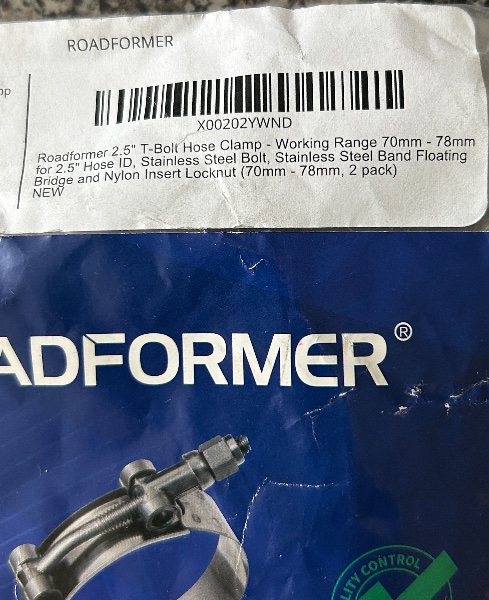 ROADFORMER
X00202YWND
Roadformer 2.5" T-Bolt Hose Clamp - Working Range 70mm - 78mm
for 2.5" Hose ID, Stainless Steel Bolt, Stainless Steel Band Floating
Bridge and Nylon Insert Locknut (70mm - 78mm, 2 pack)
NEW
ADFORMER®
LITY CONTROL